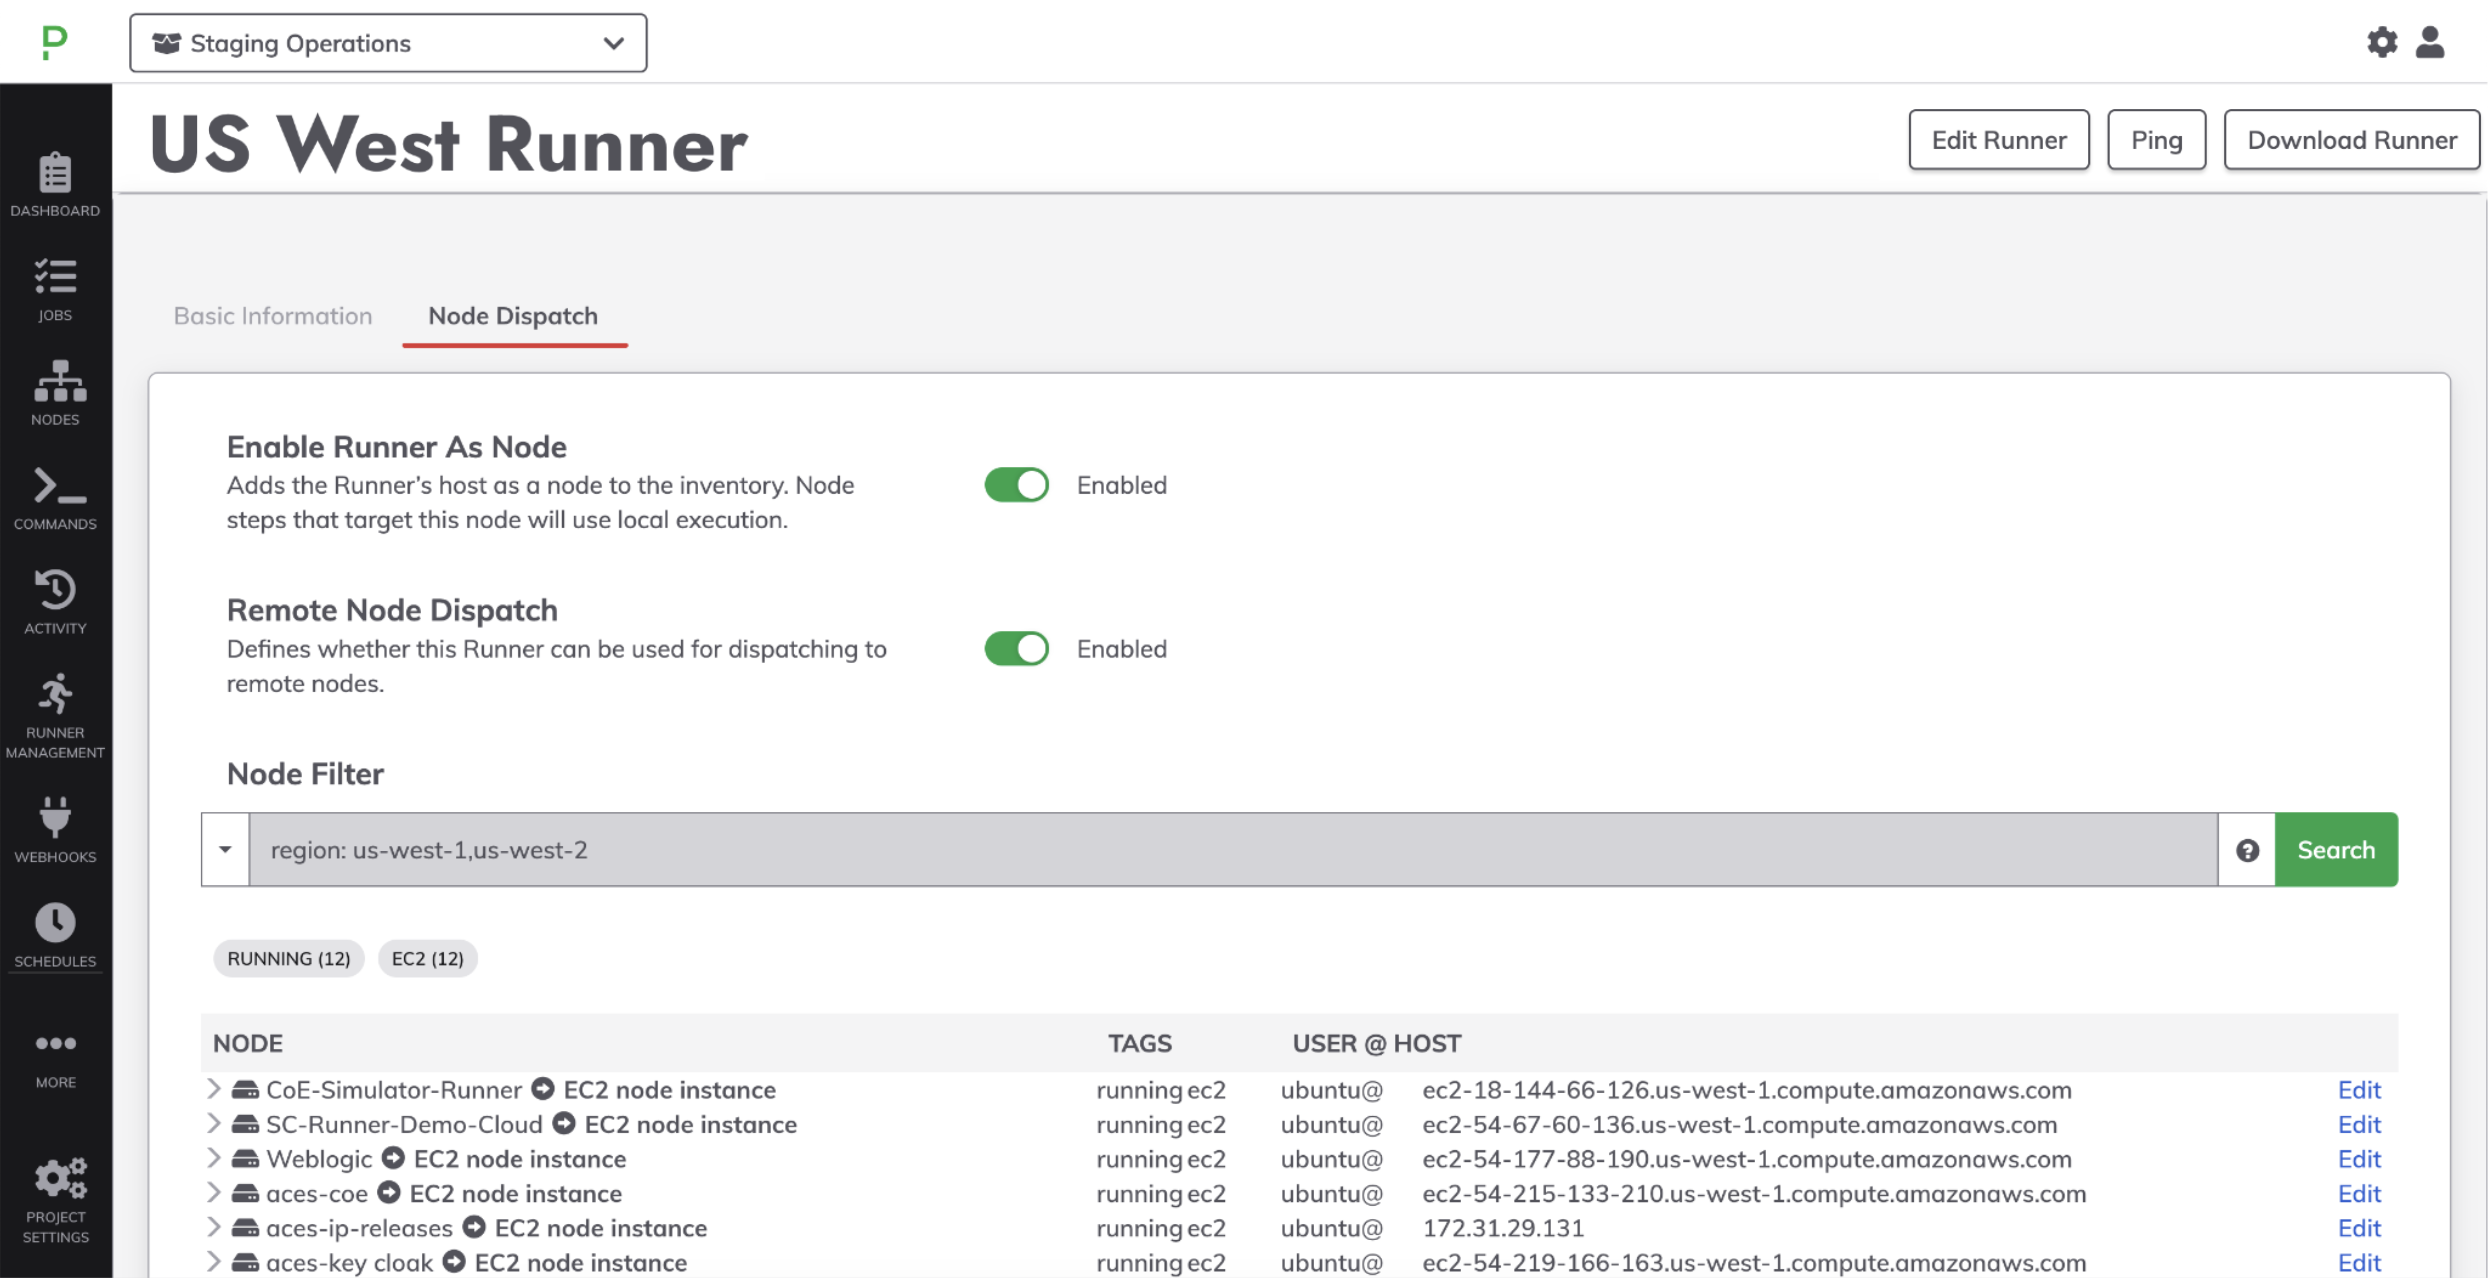 P
Staging Operations
US West Runner
Edit Runner
Ping
Download Runner
DASHBOARD
JOBS
NODES
COMMANDS
ACTIVITY
RUNNER
MANAGEMENT
WEBHOOKS
SCHEDULES
MORE
PROJECT
SETTINGS
Basic Information
Node Dispatch
Enable Runner As Node
Adds the Runner's host as a node to the inventory. Node
steps that target this node will use local execution.
Enabled
Remote Node Dispatch
Defines whether this Runner can be used for dispatching to
remote nodes.
Enabled
Node Filter
region: us-west-1,us-west-2
?
Search
RUNNING (12)
EC2 (12)
NODE TAGS USER @ HOST
CoE-Simulator-Runner EC2 node instance running ec2 ubuntu@ ec2-18-144-66-126.us-west-1.compute.amazonaws.com Edit
SC-Runner-Demo-Cloud EC2 node instance running ec2 ubuntu@ ec2-54-67-60-136.us-west-1.compute.amazonaws.com Edit
Weblogic EC2 node instance running ec2 ubuntu@ ec2-54-177-88-190.us-west-1.compute.amazonaws.com Edit
aces-coe EC2 node instance running ec2 ubuntu@ ec2-54-215-133-210.us-west-1.compute.amazonaws.com Edit
aces-ip-releases EC2 node instance running ec2 ubuntu@ 172.31.29.131 Edit
aces-key cloak EC2 node instance running ec2 ubuntu@ ec2-54-219-166-163.us-west-1.compute.amazonaws.com Edit